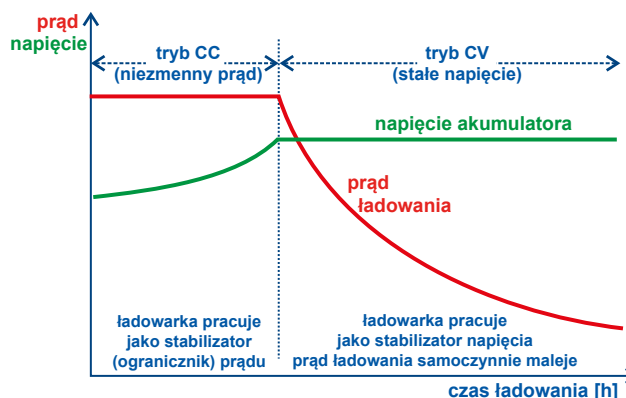 prąd
napięcie
tryb CC
(niezmenny prąd)
tryb CV
(stałe napięcie)
napięcie akumulatora
prąd
ładowania
ładowarka pracuje
jako stabilizator
(ogranicznik) prądu
ładowarka pracuje
jako stabilizator napięcia
prąd ładowania samoczynnie maleje
czas ładowania [h]